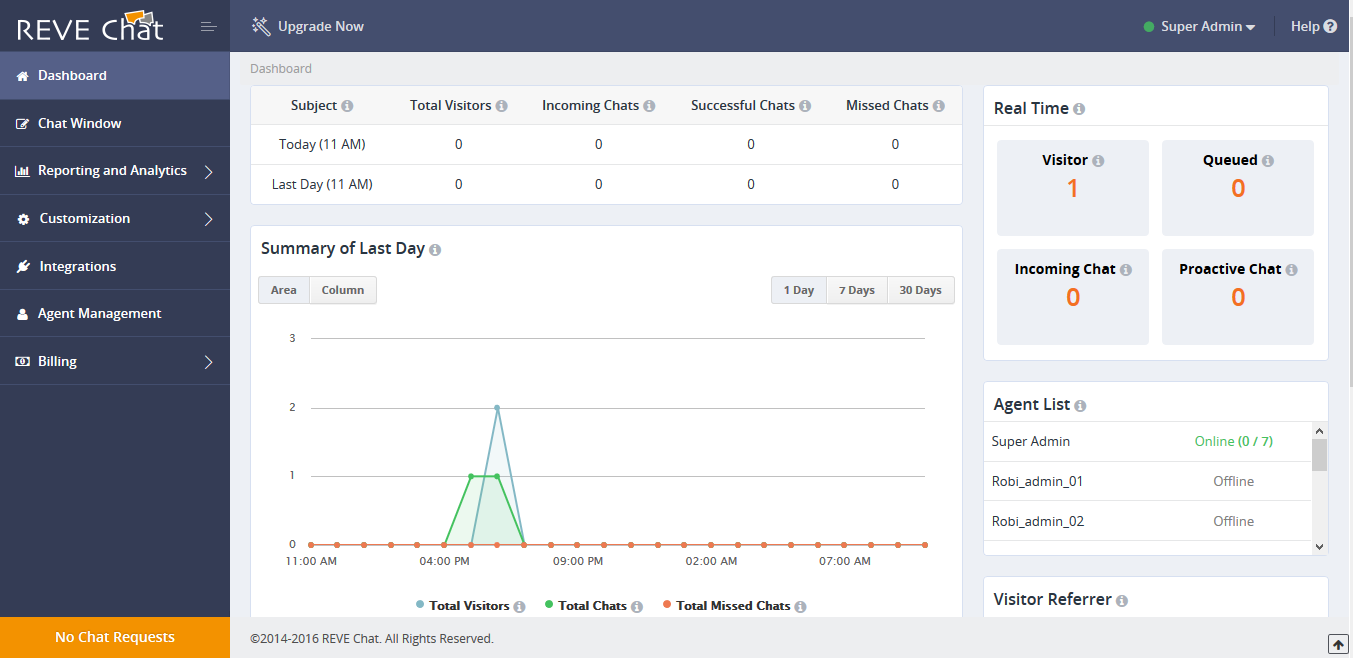 REVE Chat
Upgrade Now
Super Admin
Help ?
Dashboard
Chat Window
Reporting and Analytics
Customization
Integrations
Agent Management
Billing
No Chat Requests
Dashboard
Subject Total Visitors Incoming Chats Successful Chats Missed Chats
Today (11 AM) 0 0 0 0
Last Day (11 AM) 0 0 0 0
Summary of Last Day
Area Column 1 Day 7 Days 30 Days
3
2
1
0
11:00 AM 04:00 PM 09:00 PM 02:00 AM 07:00 AM
Total Visitors Total Chats Total Missed Chats
Real Time
Visitor Queued
1 0
Incoming Chat Proactive Chat
0 0
Agent List
Super Admin Online (0 / 7)
Robi_admin_01 Offline
Robi_admin_02 Offline
Visitor Referrer
©2014-2016 REVE Chat. All Rights Reserved.